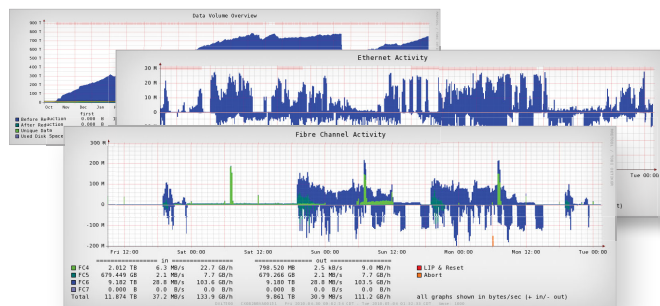 Data Volume Overview
900 T
800 T
700 T
600 T
500 T
400 T
300 T
200 T
100 T
0
Oct Nov Dec Jan
first
Before Reduction 0.000 B
After Reduction 0.000 B
Unique Data
Used Disk Space
Ethernet Activity
30 M
20 M
10 M
0
Tue 00:00
Fibre Channel Activity
300 M
200 M
100 M
0
-100 M
-200 M
Fri 12:00 Sat 00:00 Sat 12:00 Sun 00:00 Sun 12:00 Mon 00:00 Mon 12:00 Tue 00:00
in out
FC4 2.012 TB 6.3 MB/s 22.7 GB/h 798.520 MB 2.5 kB/s 9.0 MB/h LIP & Reset
FC5 679.449 GB 2.1 MB/s 7.7 GB/h 679.266 GB 2.1 MB/s 7.7 GB/h Abort
FC6 9.182 TB 28.8 MB/s 103.6 GB/h 9.180 TB 28.8 MB/s 103.5 GB/h
FC7 0.000 B 0.0 B/s 0.0 B/h 0.000 B 0.0 B/s 0.0 B/h
Total 11.874 TB 37.2 MB/s 133.9 GB/h 9.861 TB 30.9 MB/s 111.2 GB/h all graphs shown in bytes/sec (+ in/- out)